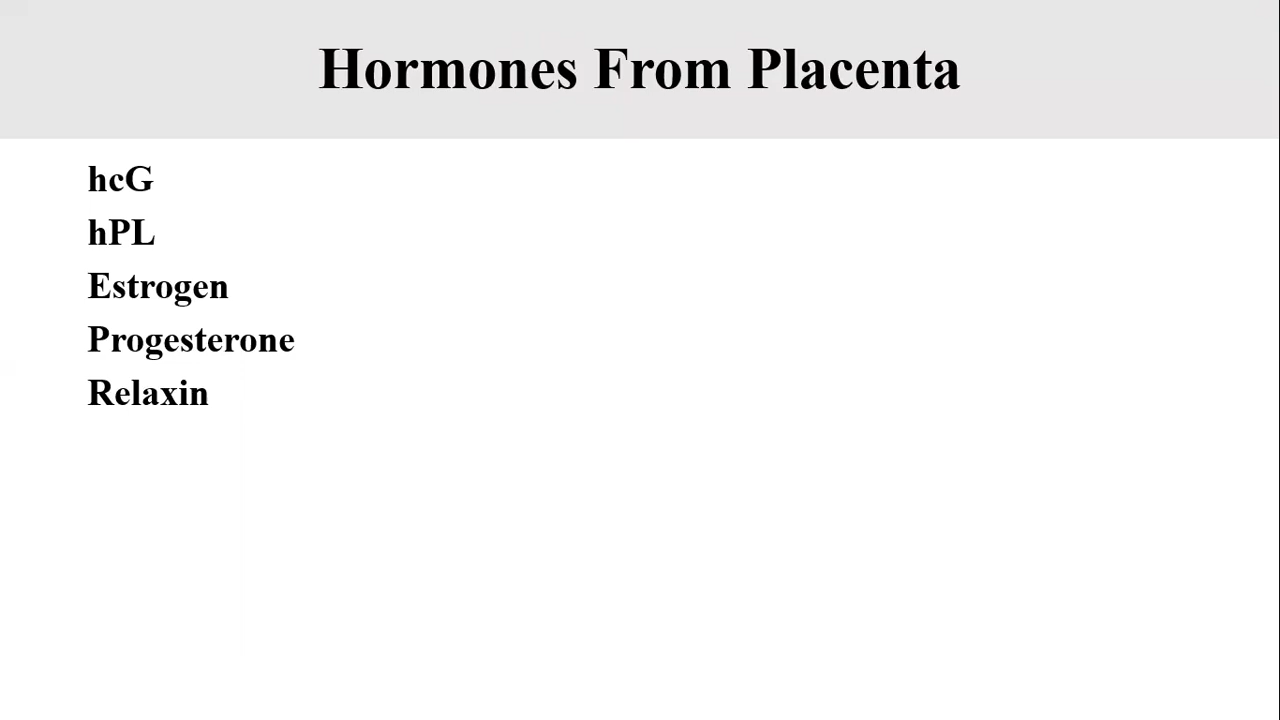 Hormones From Placenta
hcG
hPL
Estrogen
Progesterone
Relaxin